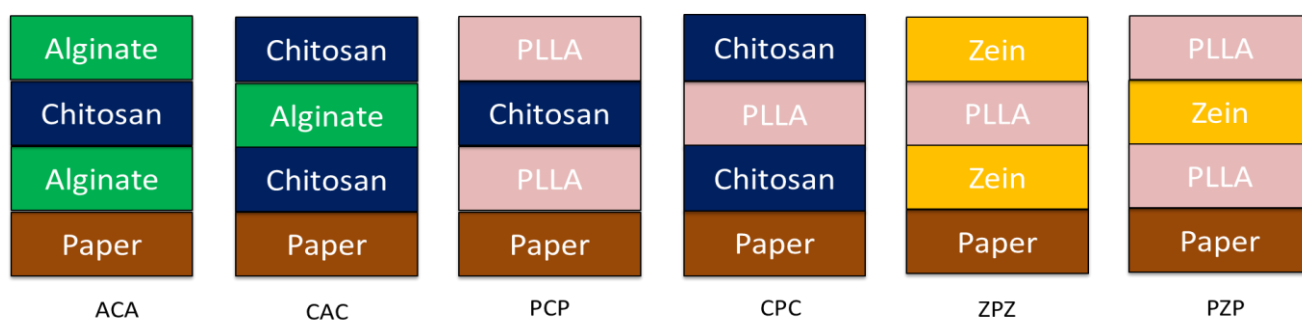 Alginate Chitosan PLLA Chitosan Zein PLLA
Chitosan Alginate Chitosan PLLA PLLA Zein
Alginate Chitosan PLLA Chitosan Zein PLLA
Paper Paper Paper Paper Paper Paper
ACA CAC PCP CPC ZPZ PZP